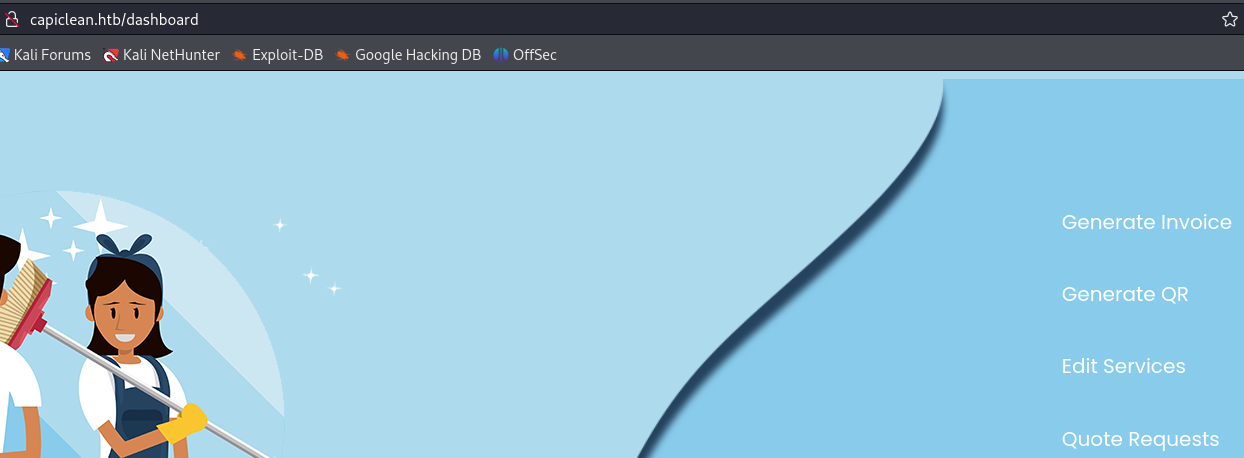 capiclean.htb/dashboard
Kali Forums Kali NetHunter Exploit-DB Google Hacking DB OffSec
Generate Invoice
Generate QR
Edit Services
Quote Requests